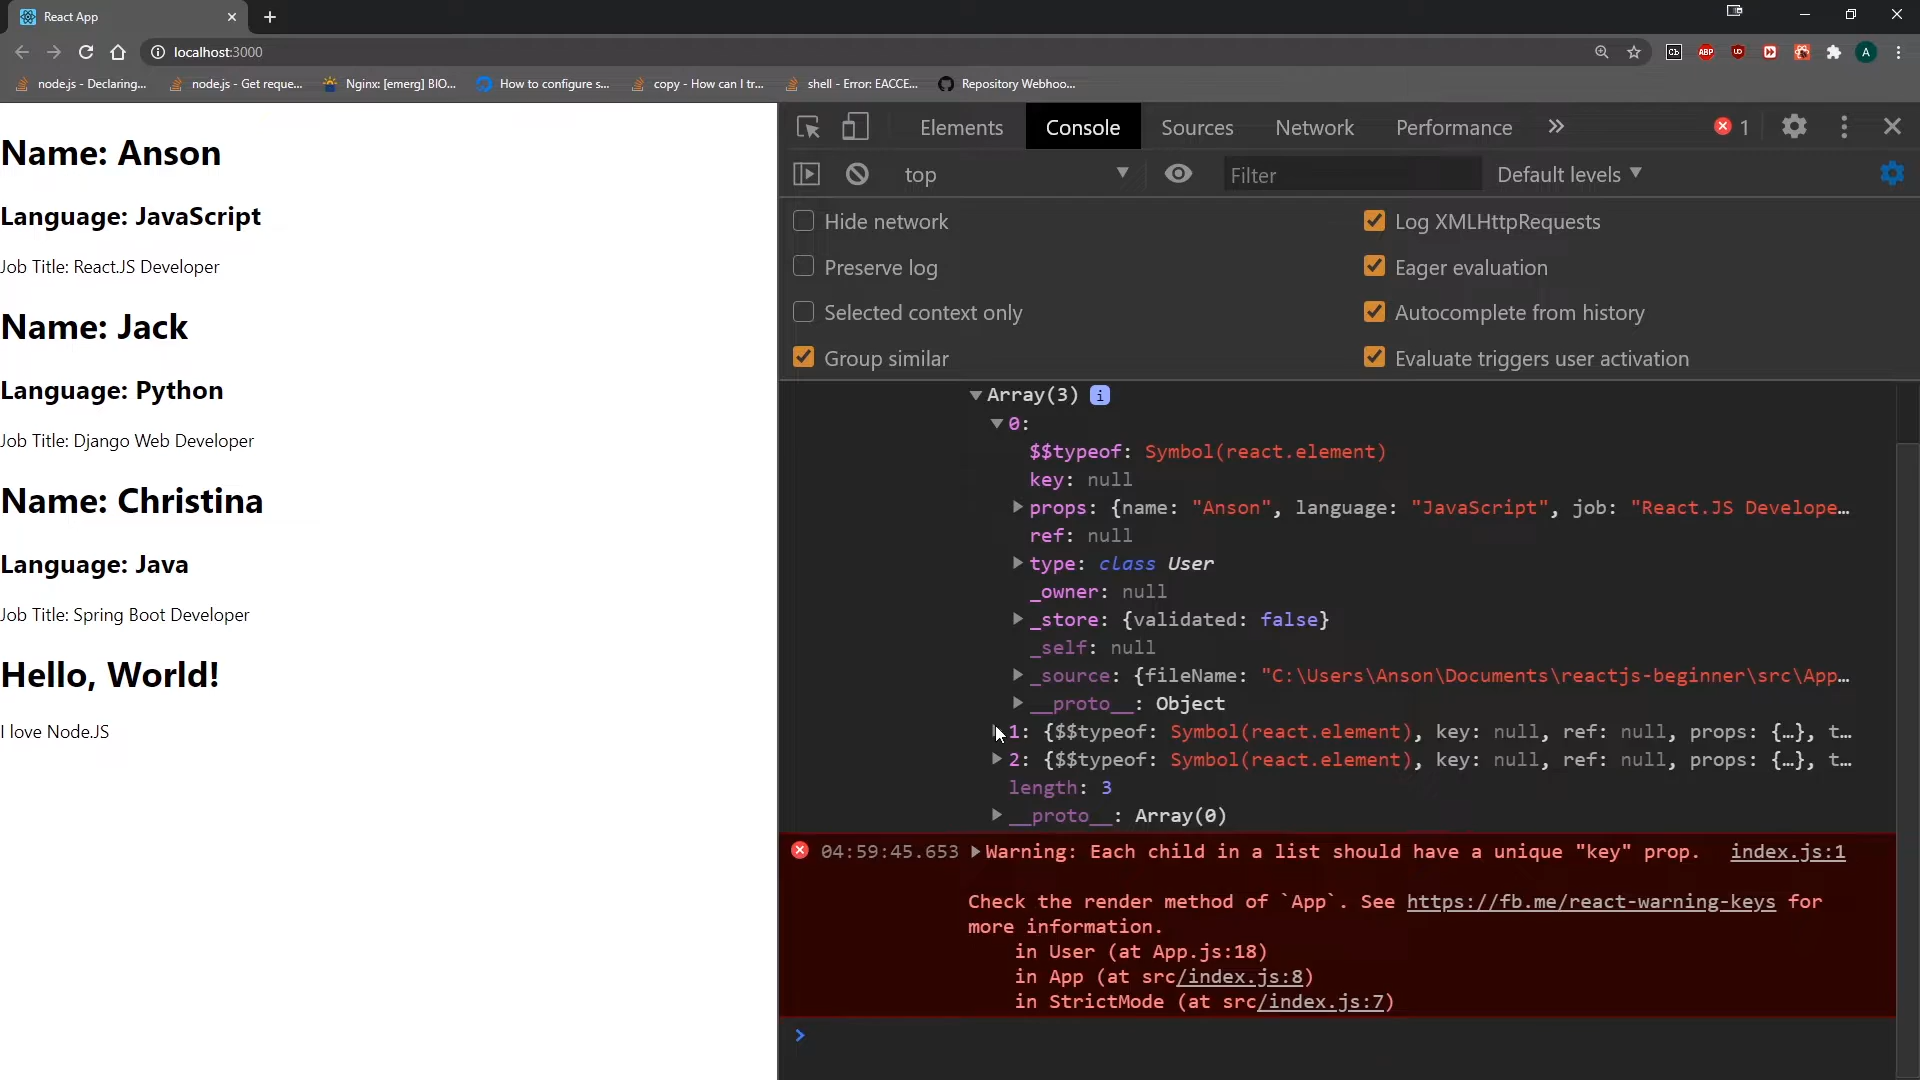 React App
localhost:3000
node.js - Declaring...
node.js - Get reque...
Nginx: [emerg] BIO...
How to configure s...
copy - How can I tr...
shell - Error: EACCE...
Repository Webhoo...
Name: Anson
Language: JavaScript
Job Title: React.JS Developer
Name: Jack
Language: Python
Job Title: Django Web Developer
Name: Christina
Language: Java
Job Title: Spring Boot Developer
Hello, World!
I love Node.JS
Elements Console Sources Network Performance 1
top Filter Default levels
Hide network Log XMLHttpRequests
Preserve log Eager evaluation
Selected context only Autocomplete from history
Group similar Evaluate triggers user activation
Array(3) i
0:
$$typeof: Symbol(react.element)
key: null
props: {name: "Anson", language: "JavaScript", job: "React.JS Develope…
ref: null
type: class User
_owner: null
_store: {validated: false}
_self: null
_source: {fileName: "C:\Users\Anson\Documents\reactjs-beginner\src\App…
__proto__: Object
1: {$$typeof: Symbol(react.element), key: null, ref: null, props: {…}, t…
2: {$$typeof: Symbol(react.element), key: null, ref: null, props: {…}, t…
length: 3
__proto__: Array(0)
04:59:45.653 Warning: Each child in a list should have a unique "key" prop. index.js:1
Check the render method of `App`. See https://fb.me/react-warning-keys for
more information.
in User (at App.js:18)
in App (at src/index.js:8)
in StrictMode (at src/index.js:7)